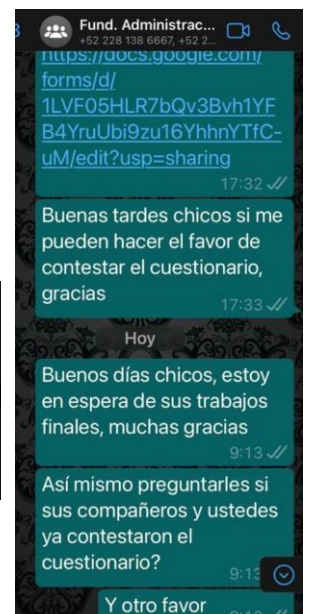 3
Fund. Administrac...
+52 228 138 6667, +52 2...
https://docs.google.com/
forms/d/
1LVF05HLR7bQv3Bvh1YF
B4YruUbi9zu16YhhnYTfC-
uM/edit?usp=sharing
17:32
Buenas tardes chicos si me
pueden hacer el favor de
contestar el cuestionario,
gracias
17:33
Hoy
Buenos días chicos, estoy
en espera de sus trabajos
finales, muchas gracias
9:13
Así mismo preguntarles si
sus compañeros y ustedes
ya contestaron el
cuestionario?
9:13
Y otro favor